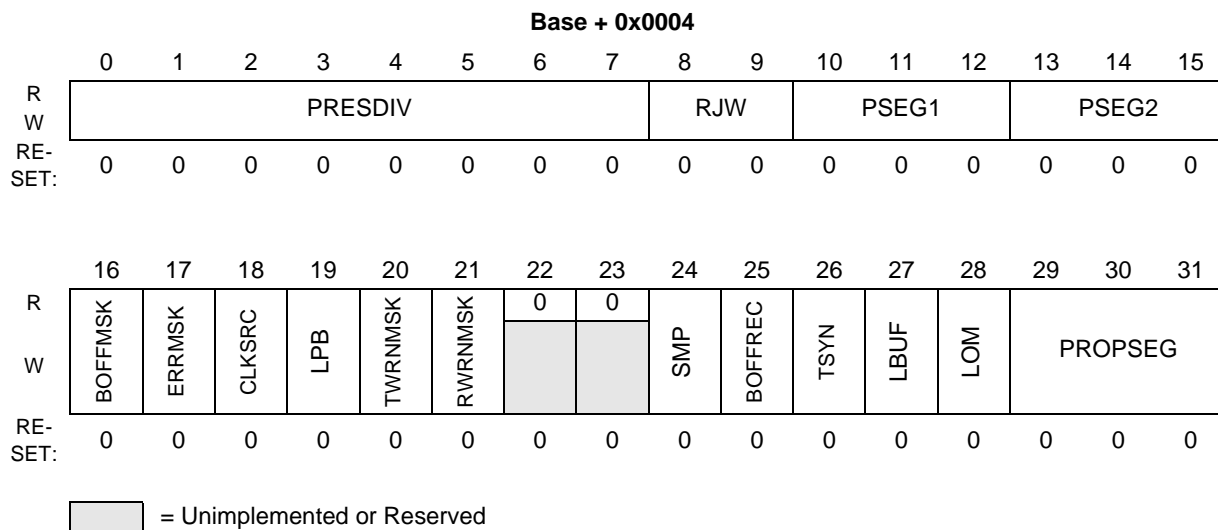 Base + 0x0004
0 1 2 3 4 5 6 7 8 9 10 11 12 13 14 15
R
W
PRESDIV RJW PSEG1 PSEG2
RE-
SET:
0 0 0 0 0 0 0 0 0 0 0 0 0 0 0 0
16 17 18 19 20 21 22 23 24 25 26 27 28 29 30 31
R
W
BOFFMSK ERRMSK CLKSRC LPB TWRNMSK RWRNMSK 0 0 SMP BOFFREC TSYN LBUF LOM PROPSEG
RE-
SET:
0 0 0 0 0 0 0 0 0 0 0 0 0 0 0 0
= Unimplemented or Reserved